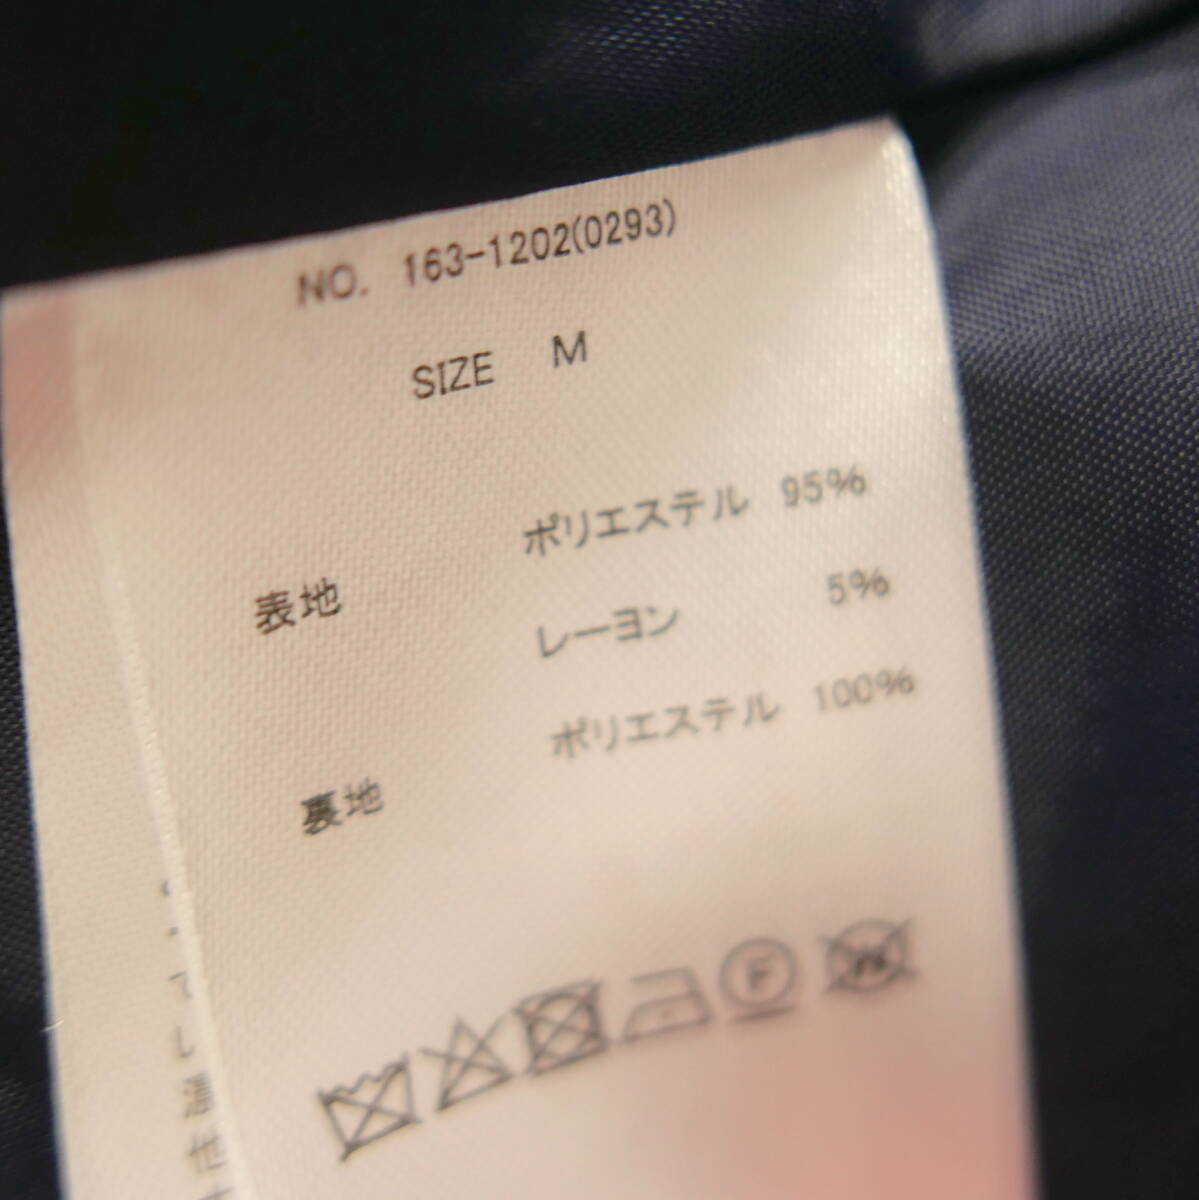 NO. 163-1202(0293)
SIZE M
ポリエステル 95%
表地
レーヨン 5%
ポリエステル 100%
裏地
F